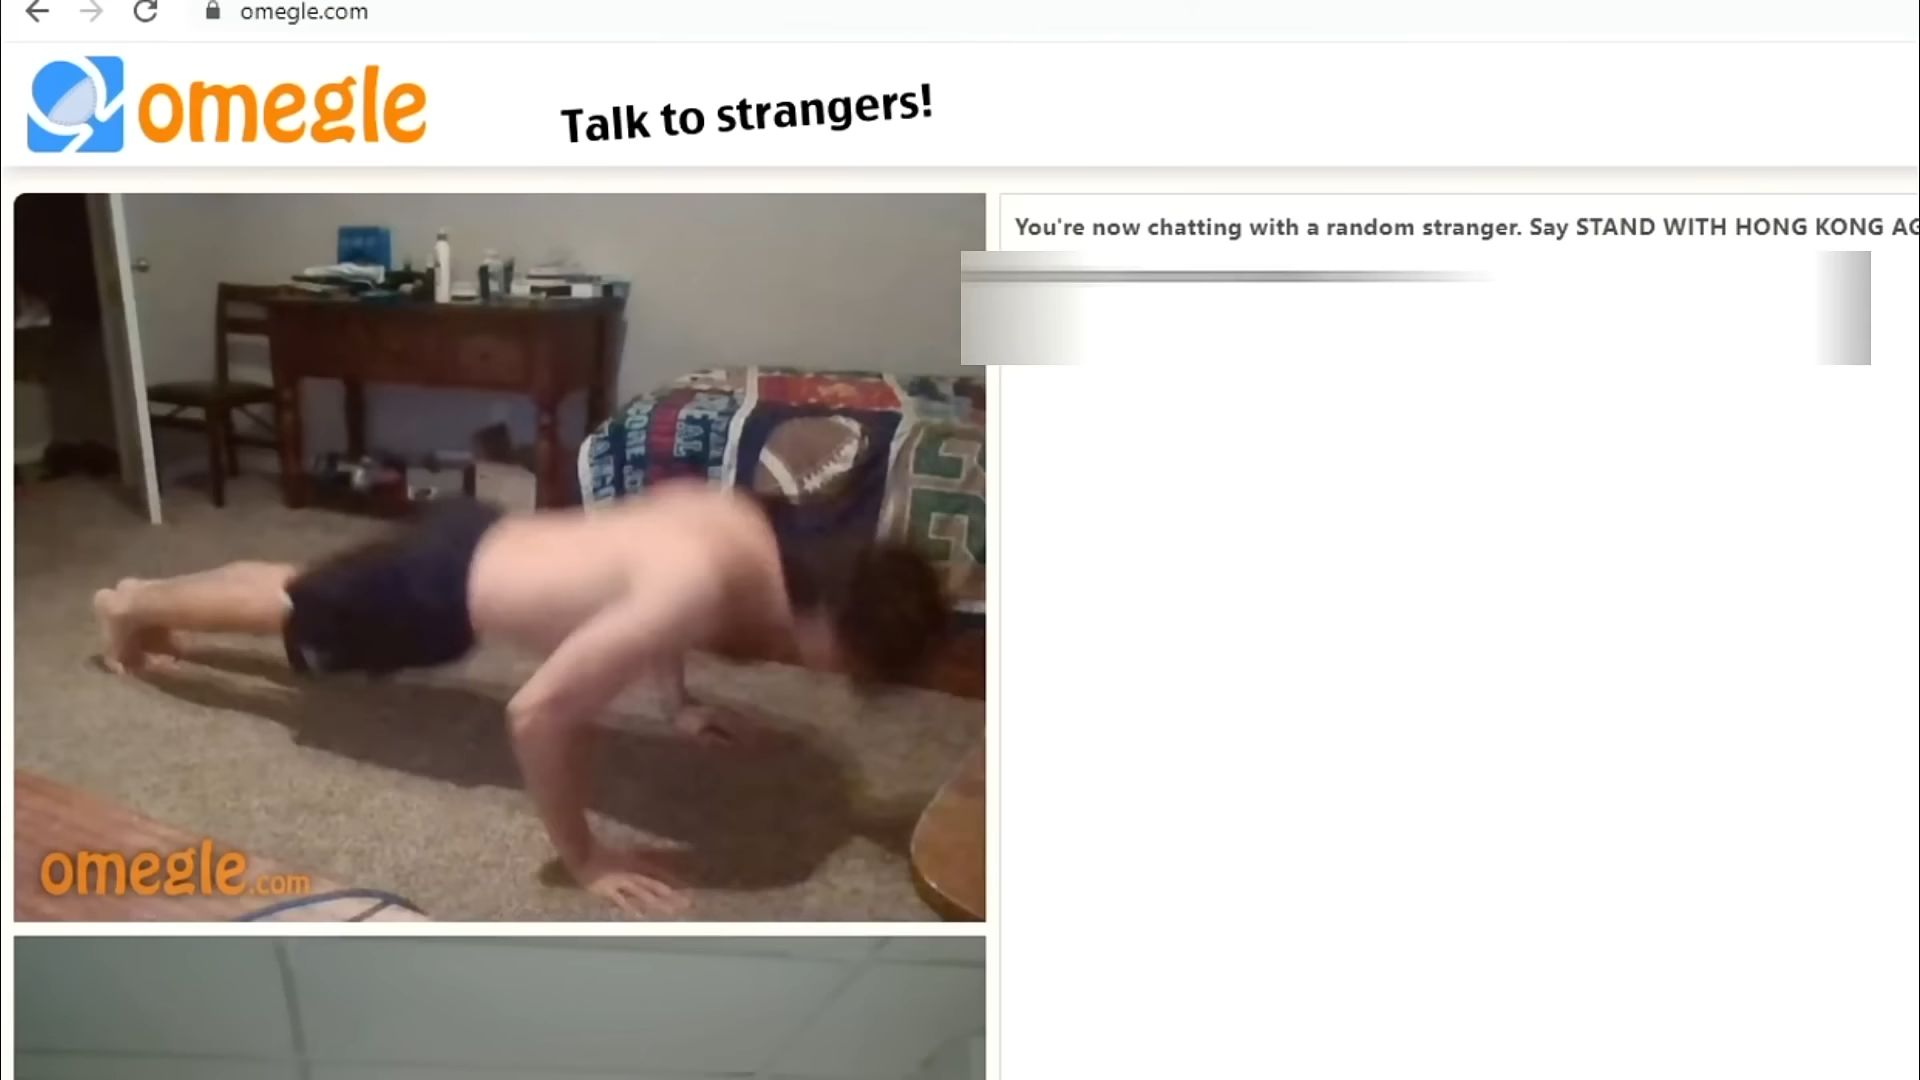 omegle.com
omegle
Talk to strangers!
You're now chatting with a random stranger. Say STAND WITH HONG KONG AG
omegle.com